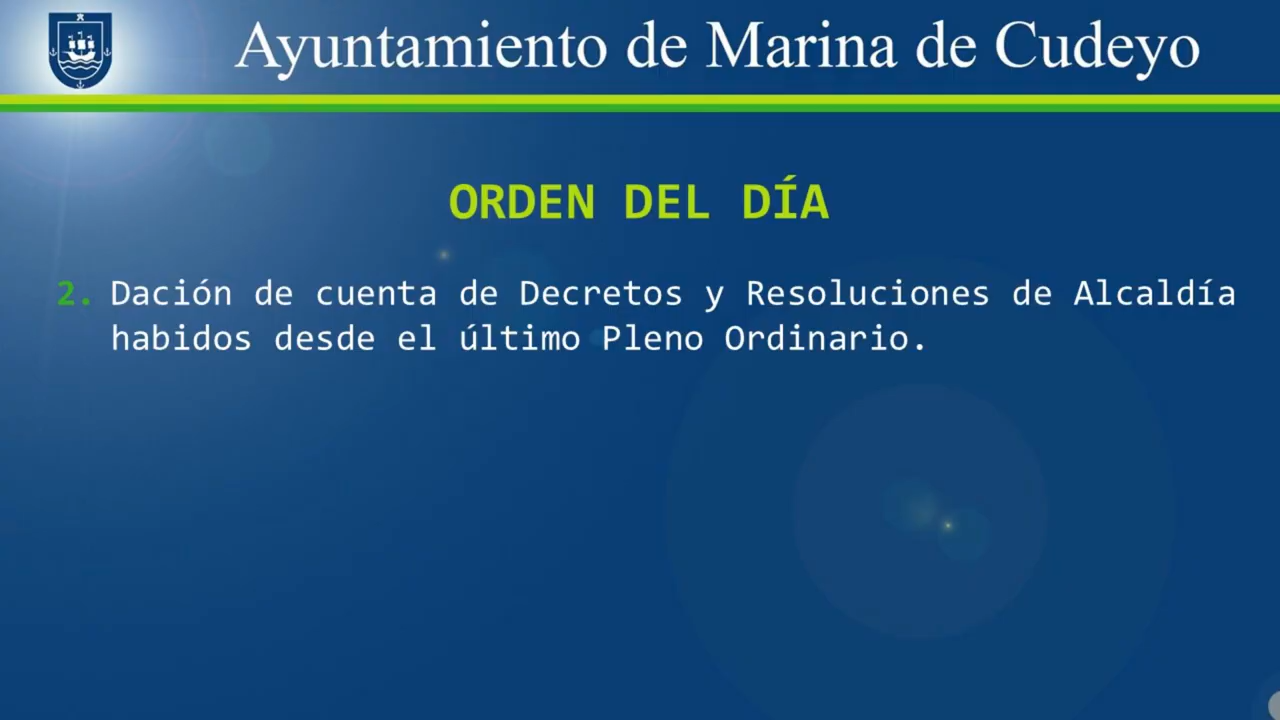 Ayuntamiento de Marina de Cudeyo
ORDEN DEL DÍA
2. Dación de cuenta de Decretos y Resoluciones de Alcaldía
habidos desde el último Pleno Ordinario.